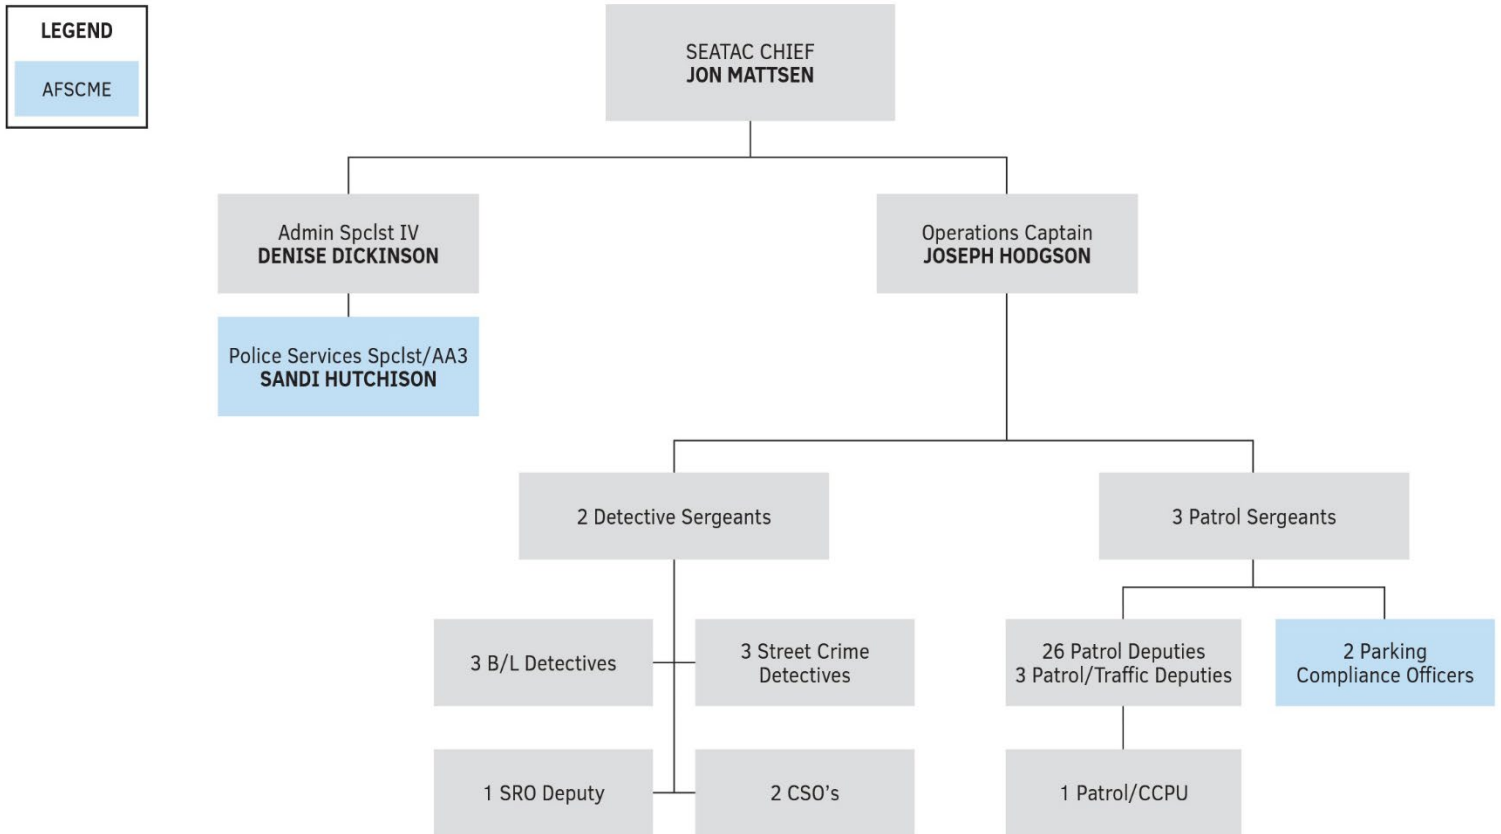 LEGEND
AFSCME
SEATAC CHIEF
JON MATTSEN
Admin Spclst IV
DENISE DICKINSON
Operations Captain
JOSEPH HODGSON
Police Services Spclst/AA3
SANDI HUTCHISON
2 Detective Sergeants
3 Patrol Sergeants
3 B/L Detectives
3 Street Crime
Detectives
26 Patrol Deputies
3 Patrol/Traffic Deputies
2 Parking
Compliance Officers
1 SRO Deputy
2 CSO's
1 Patrol/CCPU